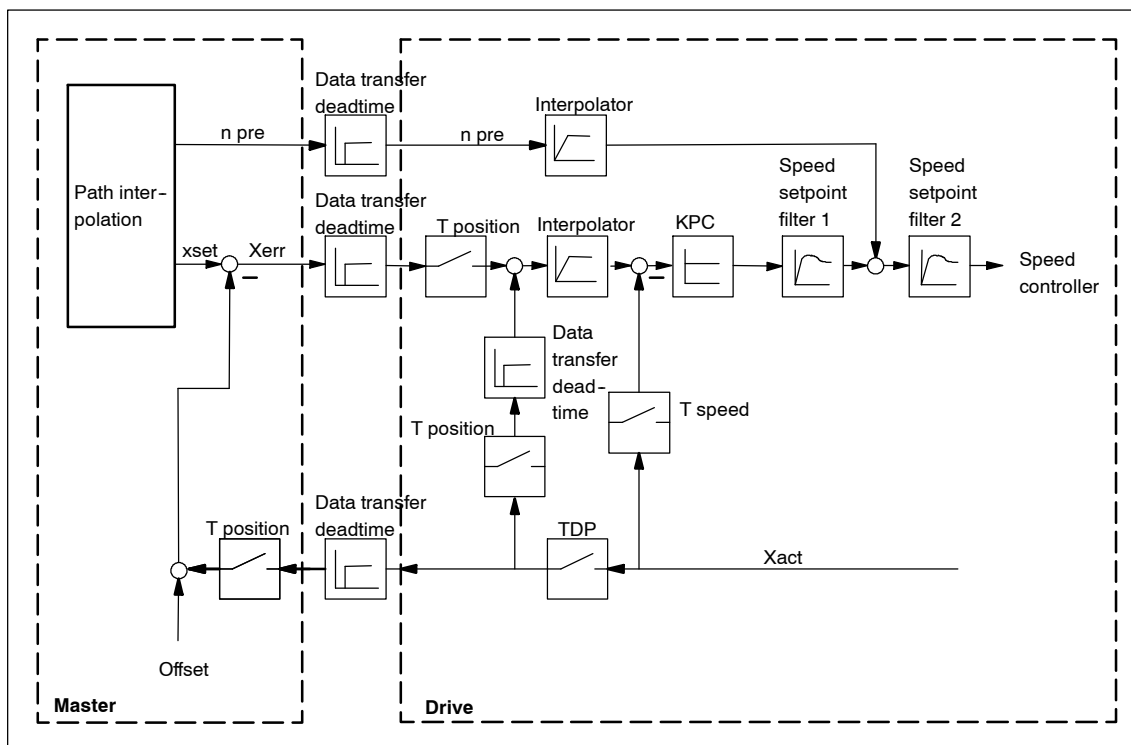 Data transfer
deadtime
Interpolator
n pre
n pre
Path inter-
polation
Speed
setpoint
filter 1
Speed
setpoint
filter 2
Data transfer
deadtime
T position
Interpolator
KPC
xset
Xerr
Speed
controller
Data
transfer
dead-
time
T speed
T position
Data transfer
deadtime
T position
TDP
Xact
Offset
Master
Drive